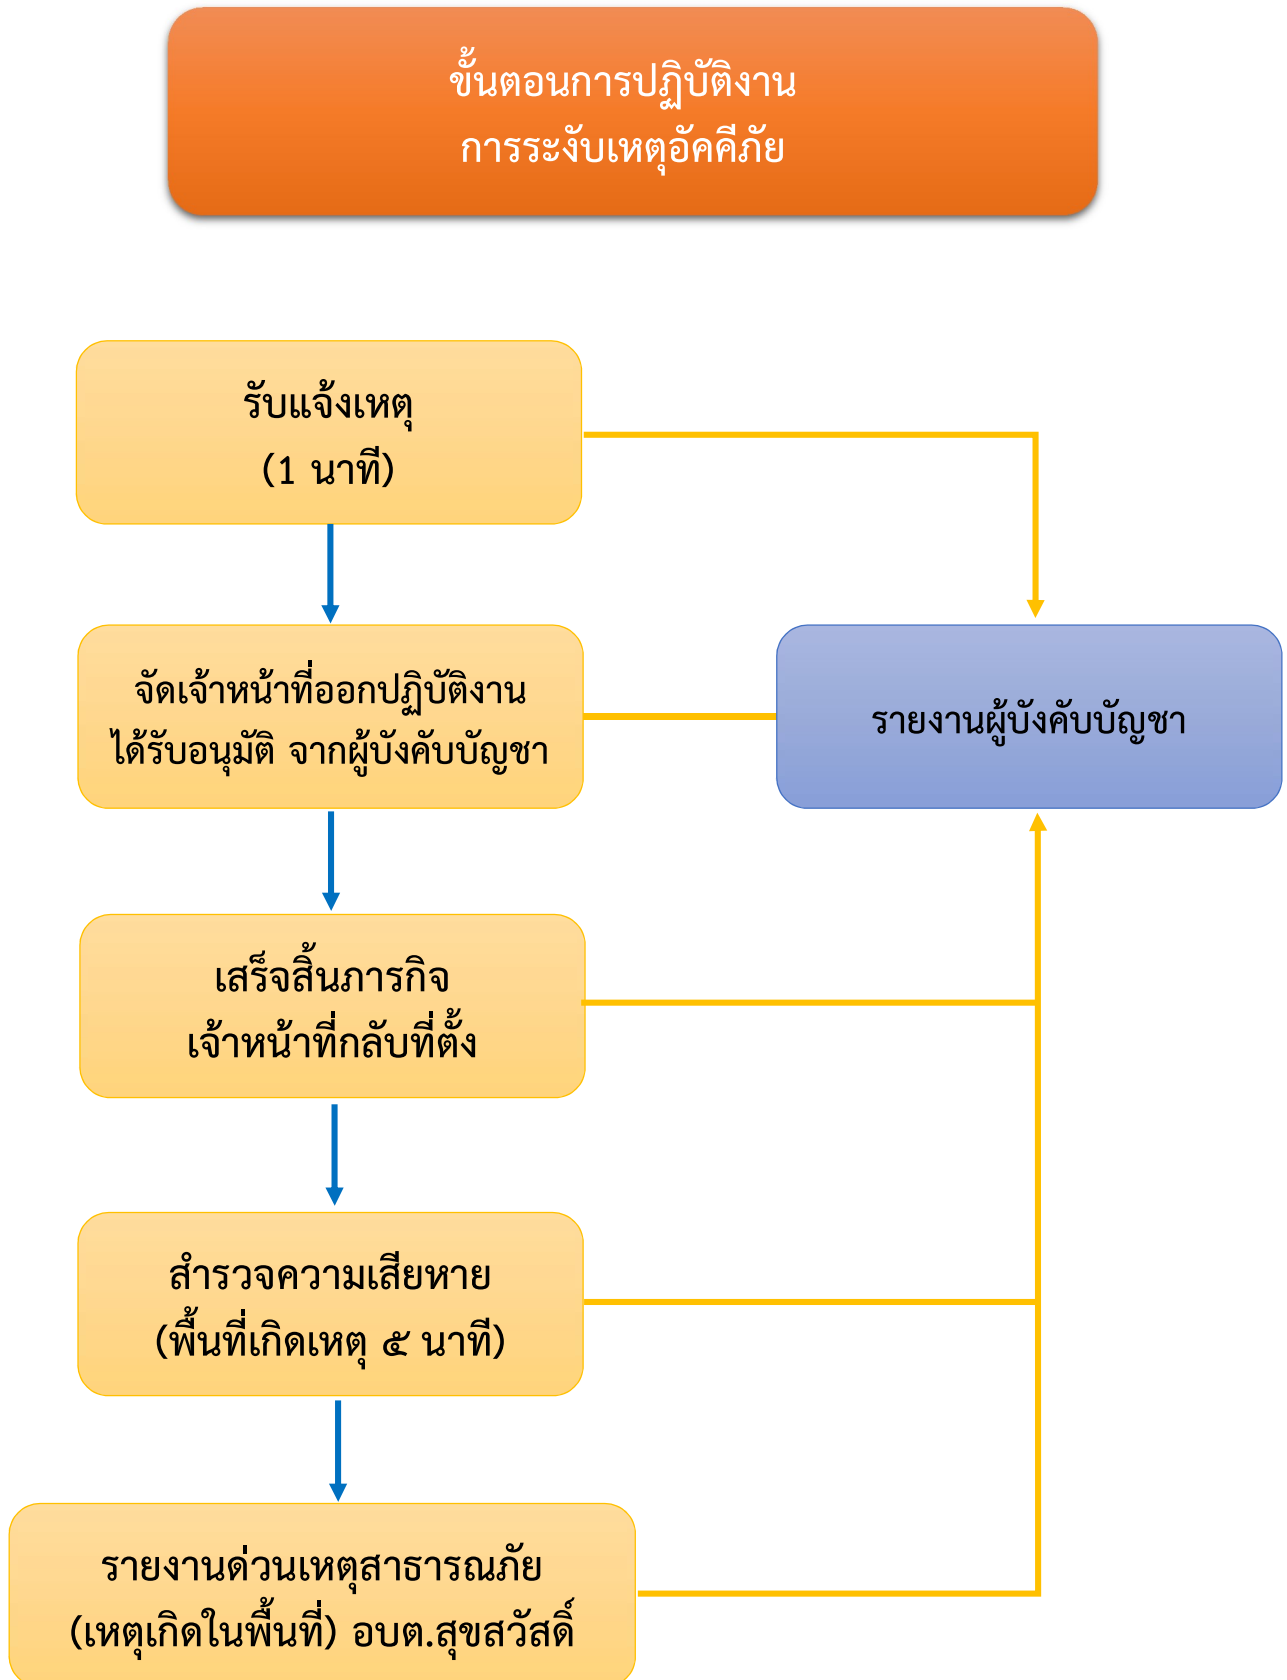 ขั้นตอนการปฏิบัติงาน
การระงับเหตุอัคคีภัย
รับแจ้งเหตุ
(1 นาที)
จัดเจ้าหน้าที่ออกปฏิบัติงาน
ได้รับอนุมัติ จากผู้บังคับบัญชา
รายงานผู้บังคับบัญชา
เสร็จสิ้นภารกิจ
เจ้าหน้าที่กลับที่ตั้ง
สำรวจความเสียหาย
(พื้นที่เกิดเหตุ ๕ นาที)
รายงานด่วนเหตุสาธารณภัย
(เหตุเกิดในพื้นที่) อบต.สุขสวัสดิ์